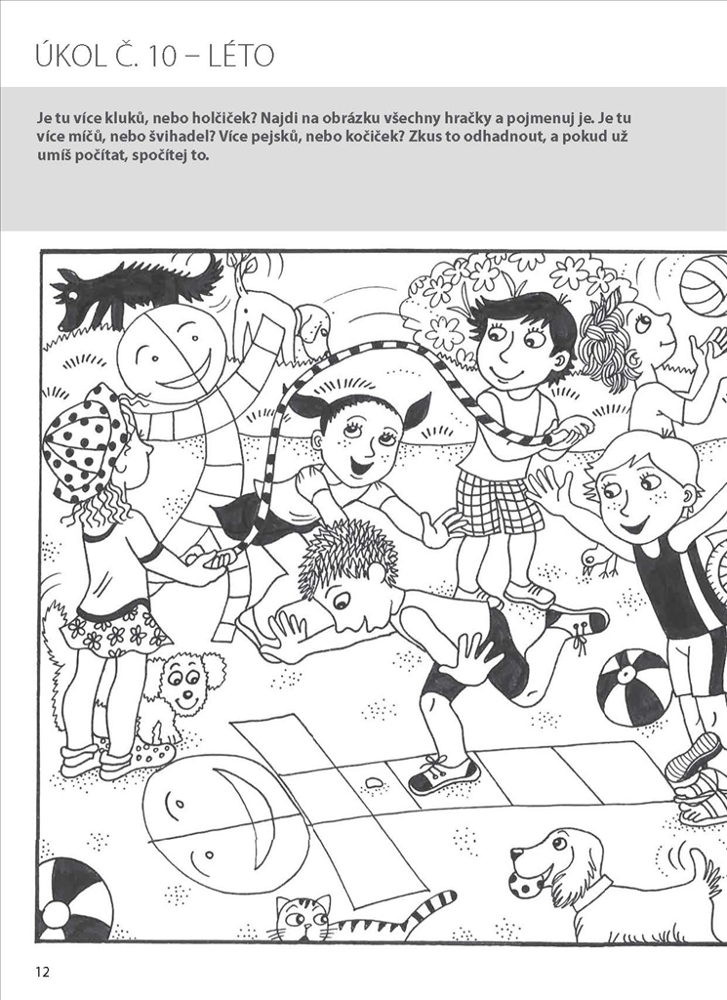 ÚKOL Č. 10 – LÉTO
Je tu více kluků, nebo holčiček? Najdi na obrázku všechny hračky a pojmenuj je. Je tu
více míčů, nebo švihadel? Více pejsků, nebo kočiček? Zkus to odhadnout, a pokud už
umíš počítat, spočítej to.
12